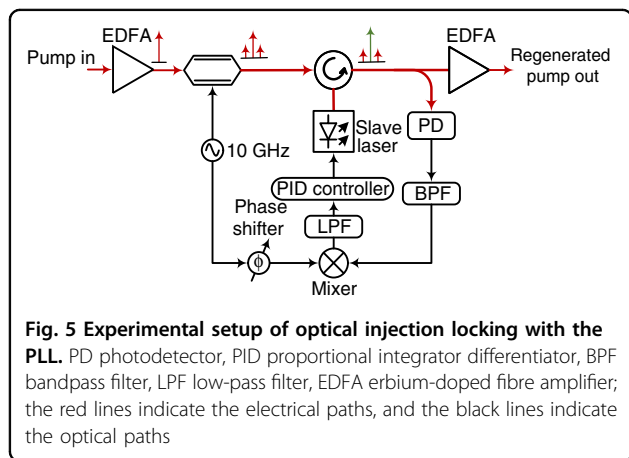 EDFA
EDFA
Pump in
Regenerated
pump out
PD
Slave
laser
10 GHz
PID controller
BPF
Phase
shifter
LPF
ϕ
Mixer
Fig. 5 Experimental setup of optical injection locking with the
PLL. PD photodetector, PID proportional integrator differentiator, BPF
bandpass filter, LPF low-pass filter, EDFA erbium-doped fibre amplifier;
the red lines indicate the electrical paths, and the black lines indicate
the optical paths